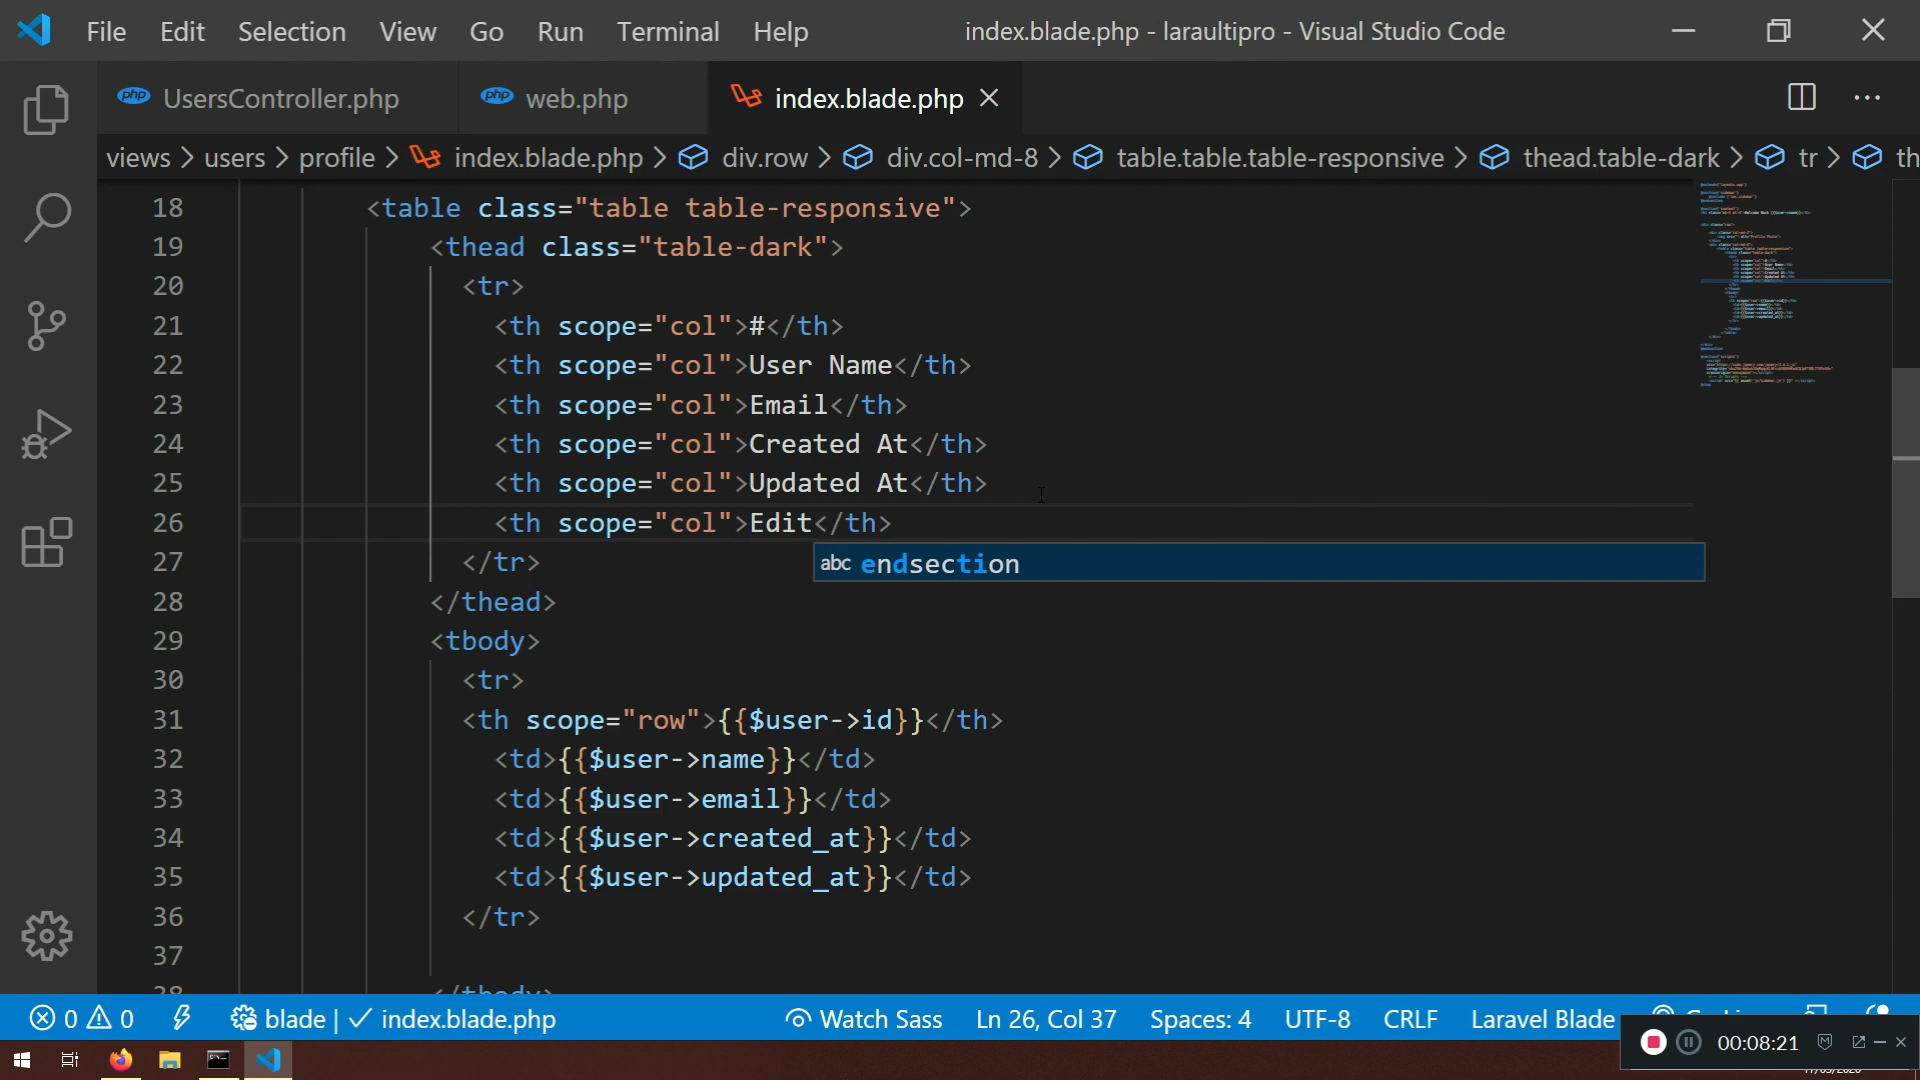 File Edit Selection View Go Run Terminal Help index.blade.php - laraultipro - Visual Studio Code
php UsersController.php php web.php index.blade.php
views > users > profile > index.blade.php > div.row > div.col-md-8 > table.table.table-responsive > thead.table-dark > tr > th
18 <table class="table table-responsive">
19 <thead class="table-dark">
20 <tr>
21 <th scope="col">#</th>
22 <th scope="col">User Name</th>
23 <th scope="col">Email</th>
24 <th scope="col">Created At</th>
25 <th scope="col">Updated At</th>
26 <th scope="col">Edit</th>
27 </tr>
abc endsection
28 </thead>
29 <tbody>
30 <tr>
31 <th scope="row">{{$user->id}}</th>
32 <td>{{$user->name}}</td>
33 <td>{{$user->email}}</td>
34 <td>{{$user->created_at}}</td>
35 <td>{{$user->updated_at}}</td>
36 </tr>
37
38 </tbody>
0 0 blade | index.blade.php Watch Sass Ln 26, Col 37 Spaces: 4 UTF-8 CRLF Laravel Blade
00:08:21